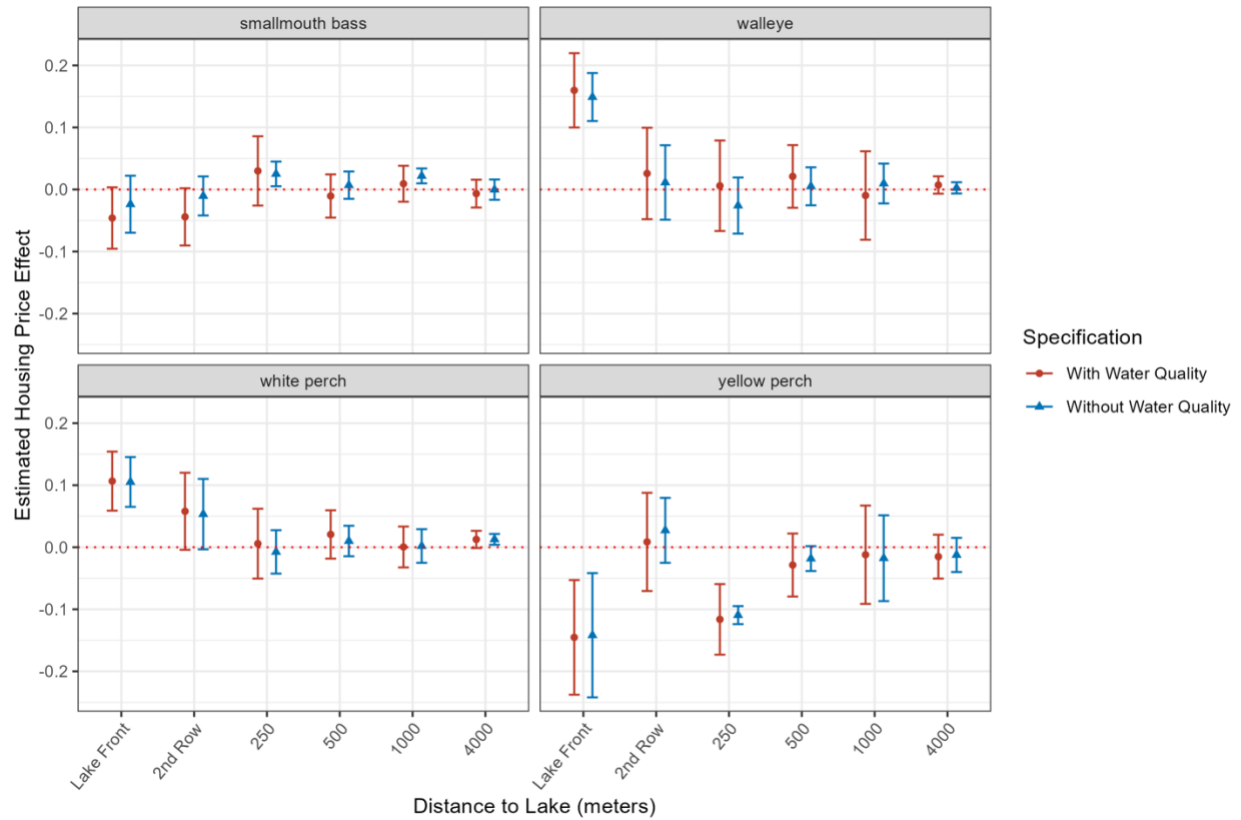 smallmouth bass
walleye
0.2
0.1
0.0
-0.1
-0.2
white perch
yellow perch
0.2
0.1
0.0
-0.1
-0.2
Estimated Housing Price Effect
Lake Front
2nd Row
250
500
1000
4000
Lake Front
2nd Row
250
500
1000
4000
Distance to Lake (meters)
Specification
With Water Quality
Without Water Quality